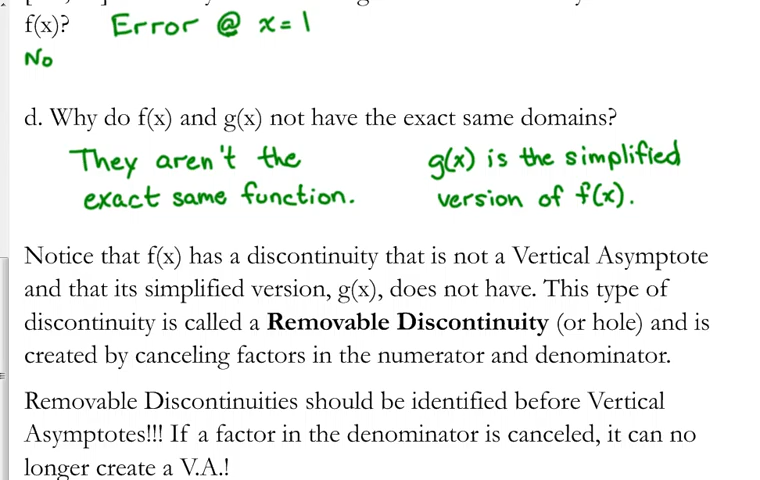 f(x)? Error @ x=1
No
d. Why do f(x) and g(x) not have the exact same domains?
They aren't the
exact same function.
g(x) is the simplified
version of f(x).
Notice that f(x) has a discontinuity that is not a Vertical Asymptote
and that its simplified version, g(x), does not have. This type of
discontinuity is called a Removable Discontinuity (or hole) and is
created by canceling factors in the numerator and denominator.
Removable Discontinuities should be identified before Vertical
Asymptotes!!! If a factor in the denominator is canceled, it can no
longer create a V.A.!